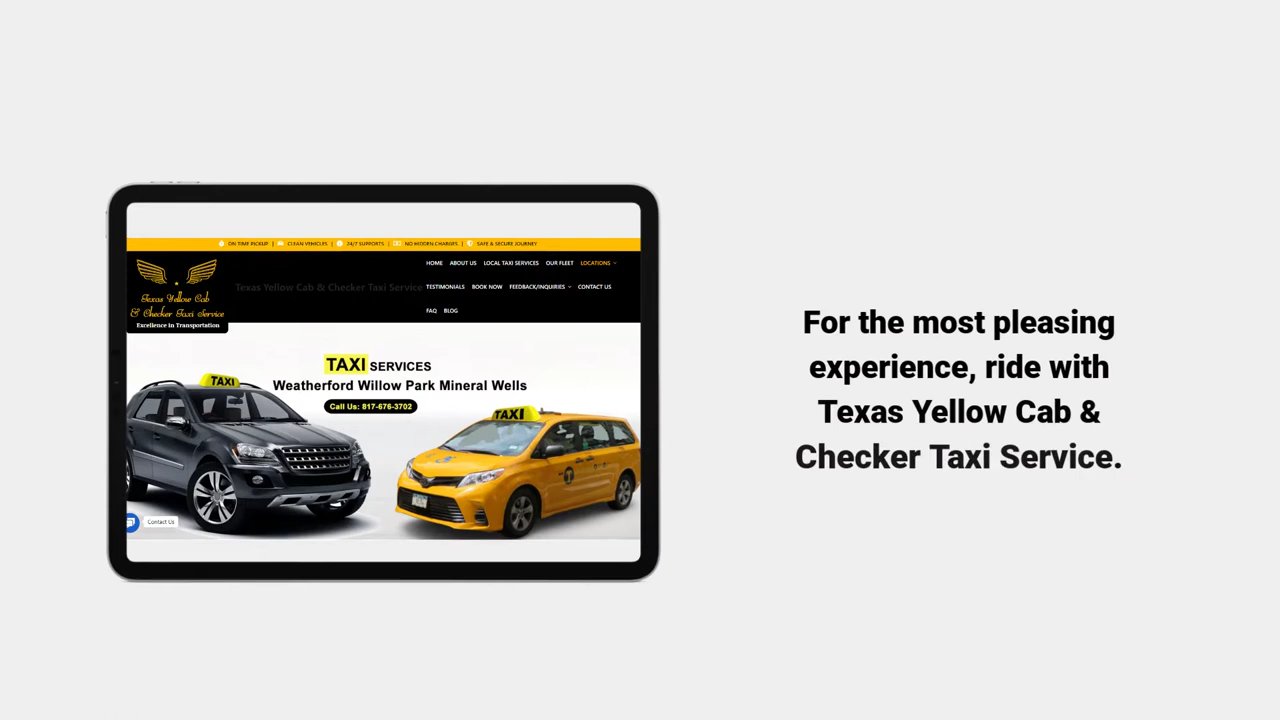 ON TIME PICKUP | CLEAN VEHICLES | 24/7 SUPPORTS | NO HIDDEN CHARGES | SAFE & SECURE JOURNEY
HOME ABOUT US LOCAL TAXI SERVICES OUR FLEET LOCATIONS
Texas Yellow Cab & Checker Taxi Service
TESTIMONIALS BOOK NOW FEEDBACK/INQUIRIES CONTACT US
FAQ BLOG
Texas Yellow Cab
& Checker Taxi Service
Excellence in Transportation
TAXI SERVICES
Weatherford Willow Park Mineral Wells
Call Us: 817-676-3702
TAXI
TAXI
Contact Us
For the most pleasing
experience, ride with
Texas Yellow Cab &
Checker Taxi Service.